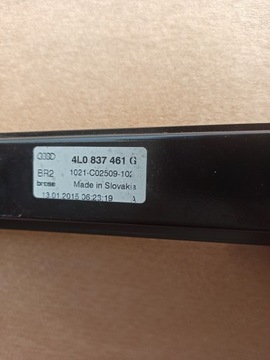 4L0 837 461 G
BR2 1021-C02509-102
brose Made in Slovakia
13.01.2015 06:23:19 A